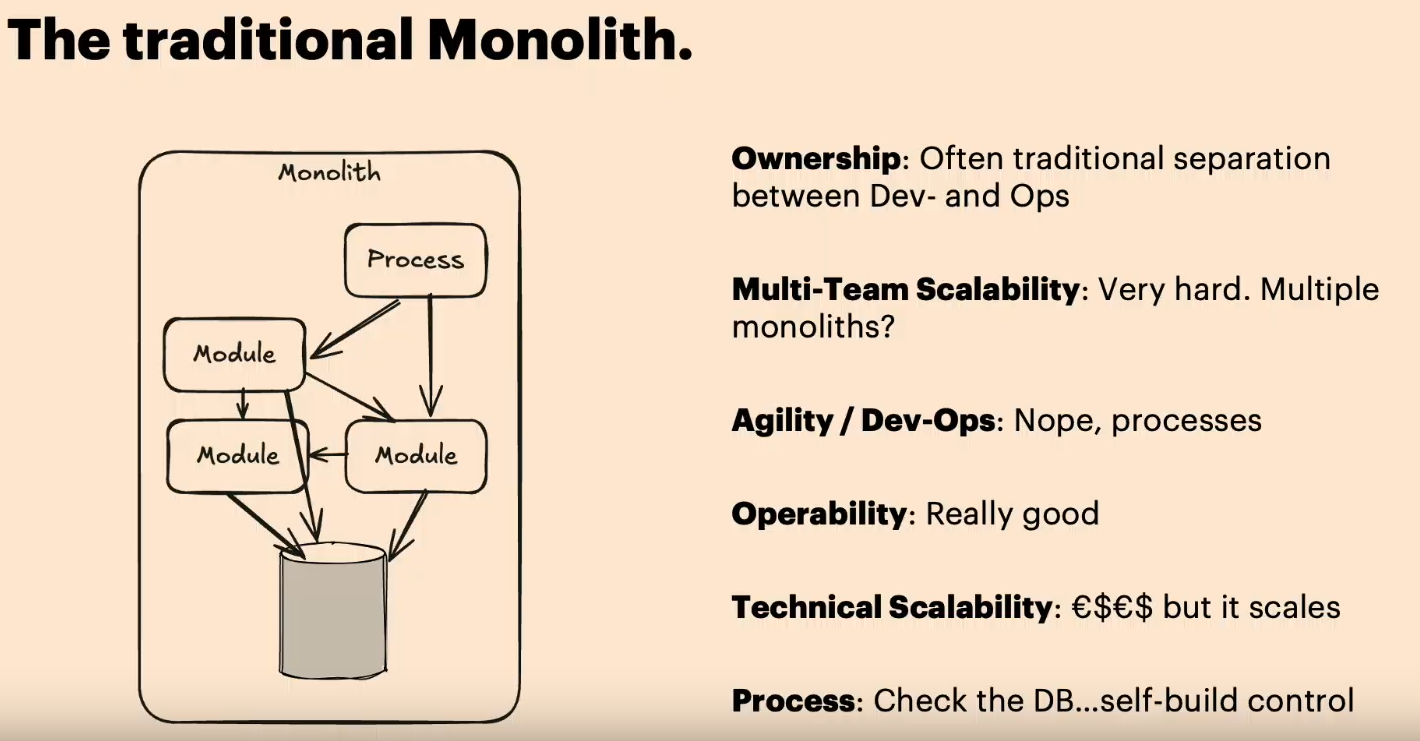 The traditional Monolith.
Monolith
Process
Module
Module
Module
Ownership: Often traditional separation
between Dev- and Ops
Multi-Team Scalability: Very hard. Multiple
monoliths?
Agility / Dev-Ops: Nope, processes
Operability: Really good
Technical Scalability: €$€$ but it scales
Process: Check the DB...self-build control